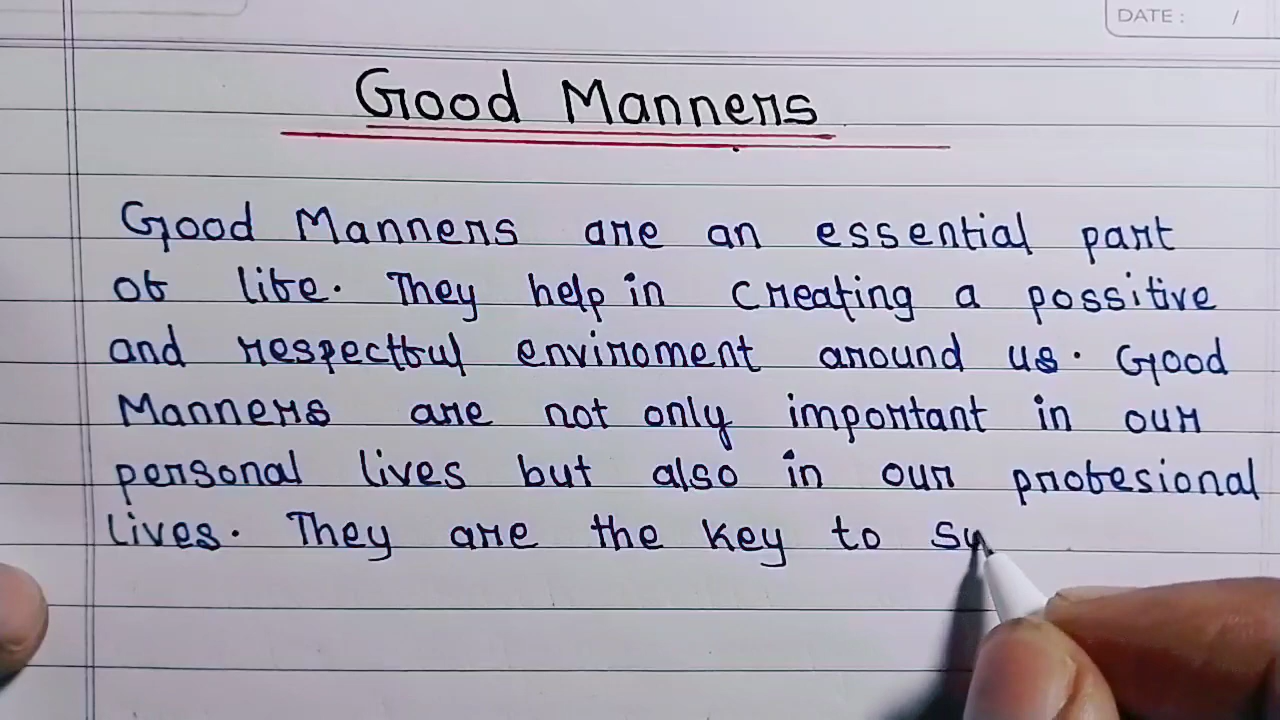 DATE: /
Good Manners
Good Manners are an essential part
of life. They help in creating a possitive
and respectful enviroment around us. Good
Manners are not only important in our
personal lives but also in our profesional
lives. They are the key to su